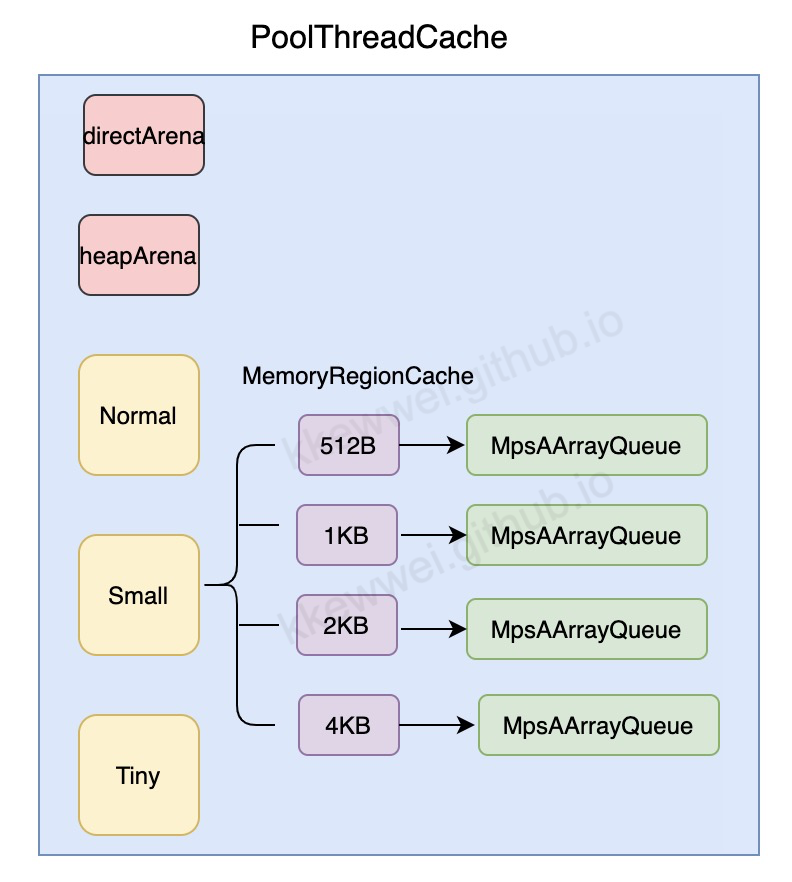 PoolThreadCache
directArena
heapArena
Normal
MemoryRegionCache
512B
MpsAArrayQueue
1KB
MpsAArrayQueue
Small
2KB
MpsAArrayQueue
4KB
MpsAArrayQueue
Tiny
kkewwei.github.io
kkewwei.github.io